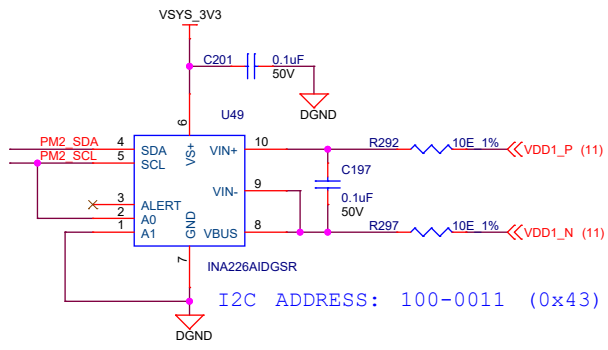 VSYS_3V3
C201 0.1uF
50V
DGND
U49
6
VS+
PM2_SDA 4 SDA VIN+ 10 R292 10E_1% VDD1_P (11)
PM2_SCL 5 SCL
C197
VIN- 9
0.1uF
50V
3 ALERT
2 A0
1 A1
GND
VBUS 8 R297 10E_1% VDD1_N (11)
7
INA226AIDGSR
I2C ADDRESS: 100-0011 (0x43)
DGND